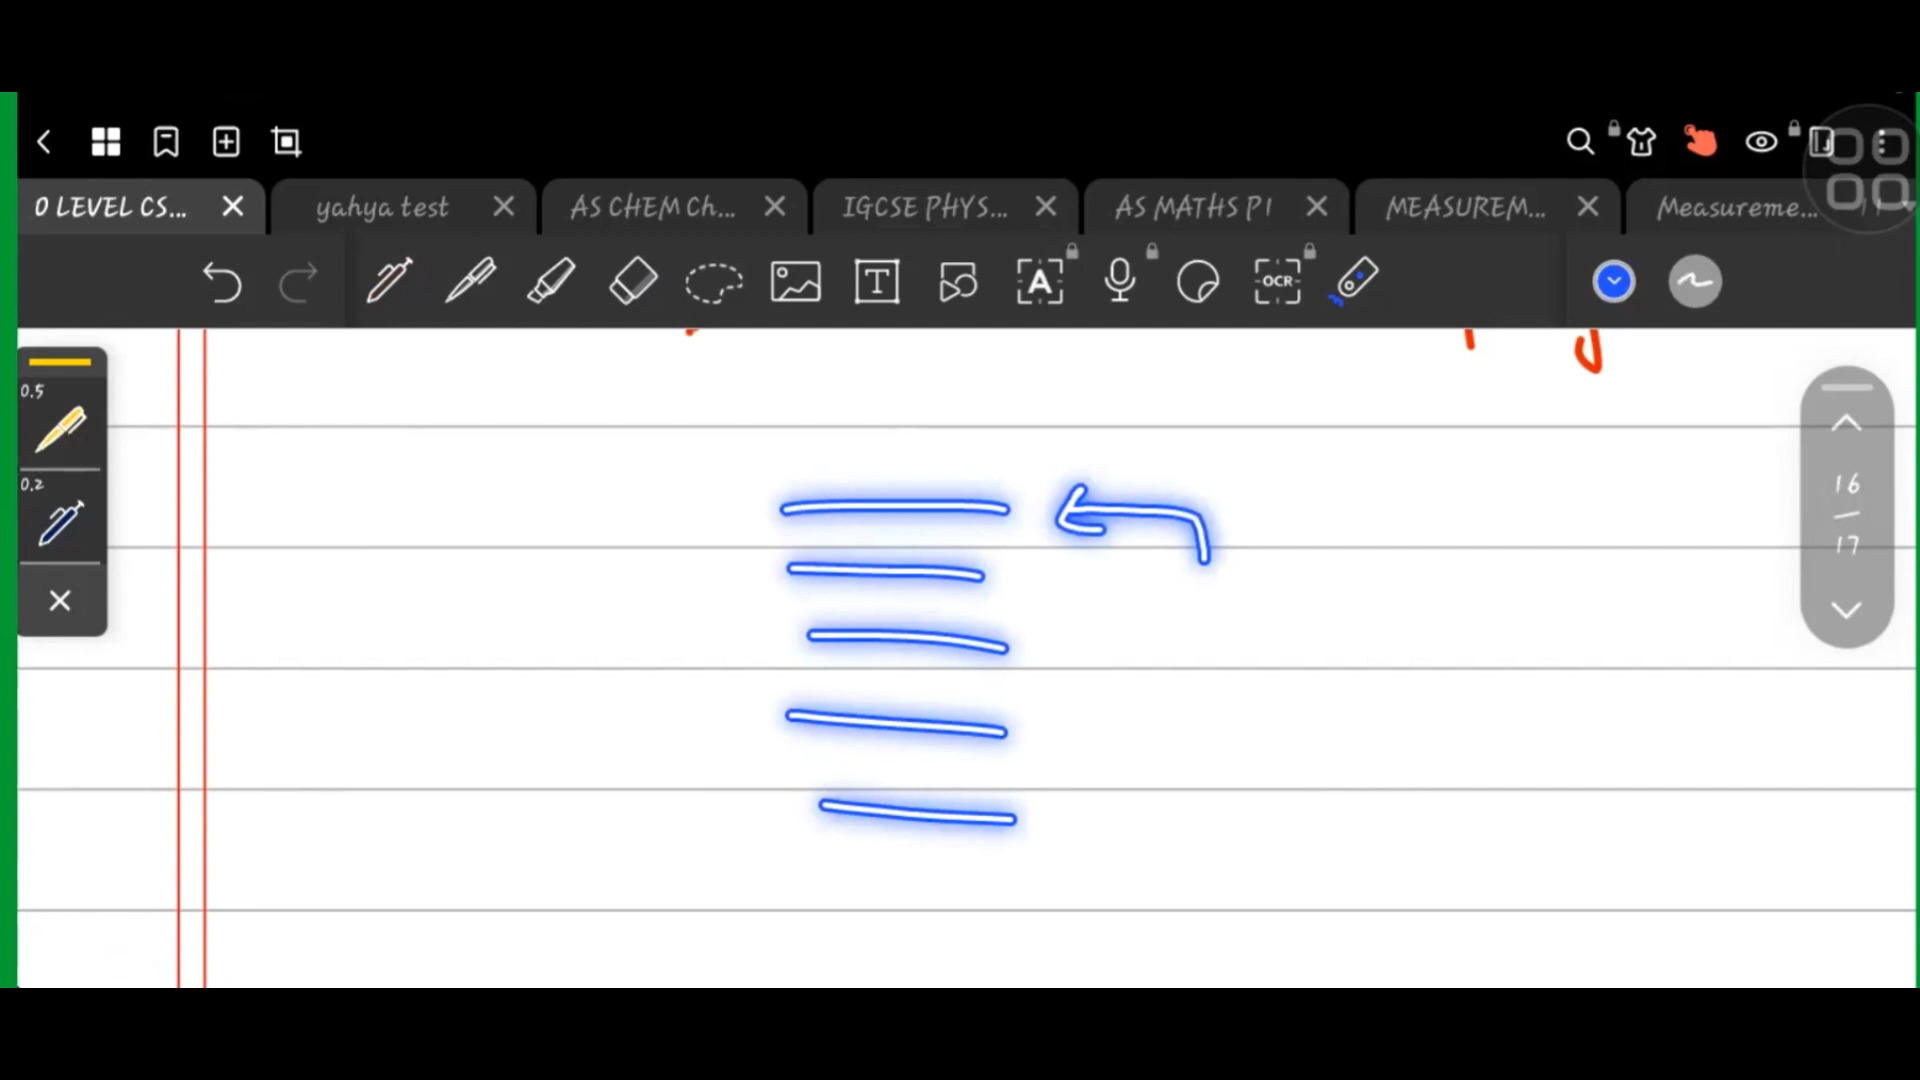 0 LEVEL CS... yahya test AS CHEM Ch... IGCSE PHYS... AS MATHS P1 MEASUREM... Measureme...
T A OCR
0.5
0.2
16
17